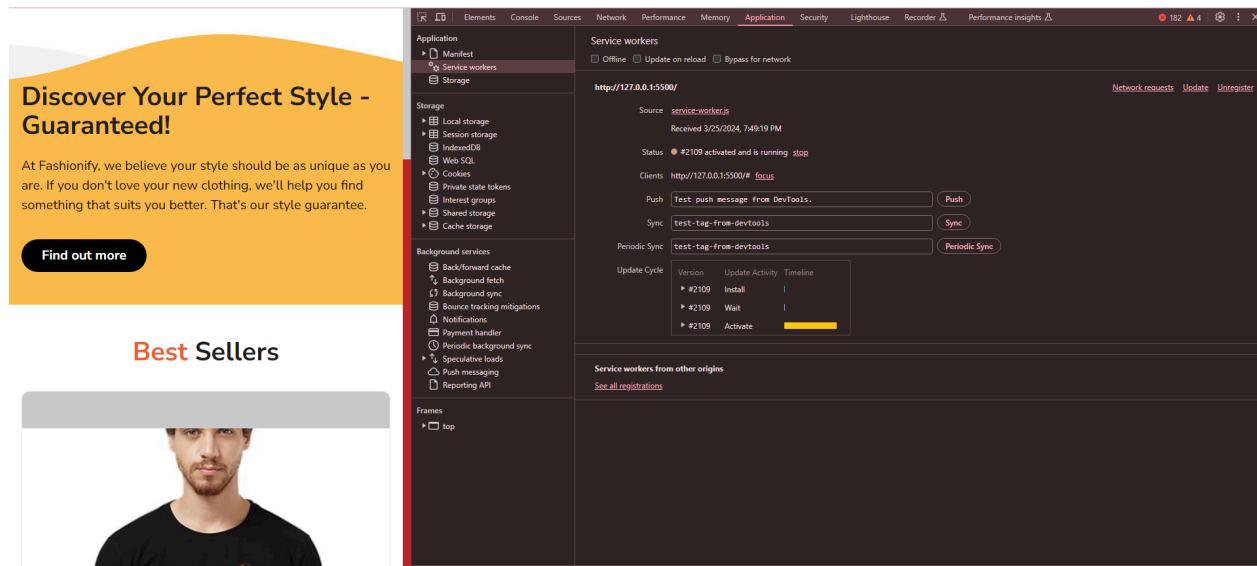 Discover Your Perfect Style -
Guaranteed!
At Fashionify, we believe your style should be as unique as you
are. If you don't love your new clothing, we'll help you find
something that suits you better. That's our style guarantee.
Find out more
Best Sellers
Elements Console Sources Network Performance Memory Application Security Lighthouse Recorder Performance insights 182 4
Application
Manifest
Service workers
Storage
Storage
Local storage
Session storage
IndexedDB
Web SQL
Cookies
Private state tokens
Interest groups
Shared storage
Cache storage
Background services
Back/forward cache
Background fetch
Background sync
Bounce tracking mitigations
Notifications
Payment handler
Periodic background sync
Speculative loads
Push messaging
Reporting API
Frames
top
Service workers
Offline Update on reload Bypass for network
http://127.0.0.1:5500/ Network requests Update Unregister
Source service-worker.js
Received 3/25/2024, 7:49:19 PM
Status #2109 activated and is running stop
Clients http://127.0.0.1:5500/# focus
Push Test push message from DevTools. Push
Sync test-tag-from-devtools Sync
Periodic Sync test-tag-from-devtools Periodic Sync
Update Cycle Version Update Activity Timeline
#2109 Install
#2109 Wait
#2109 Activate
Service workers from other origins
See all registrations